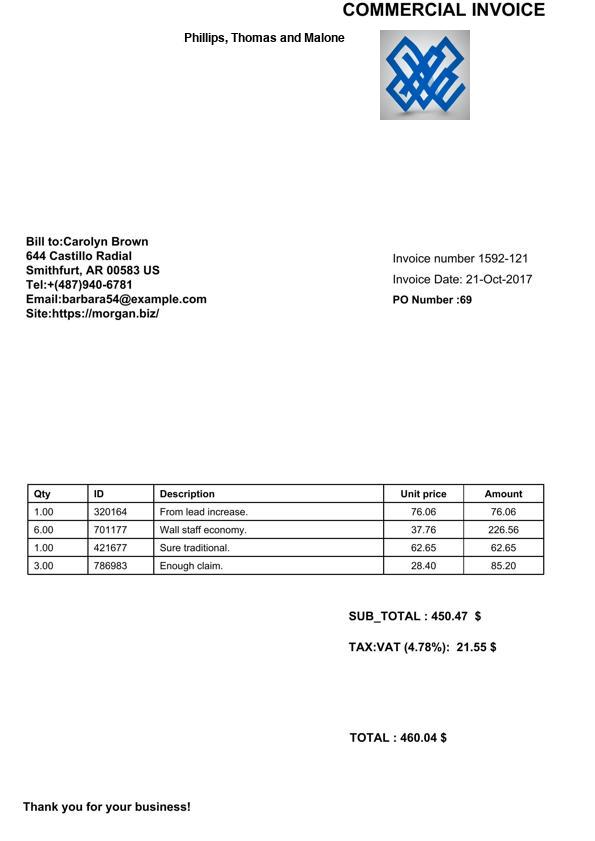 COMMERCIAL INVOICE
Phillips, Thomas and Malone
Bill to:Carolyn Brown
644 Castillo Radial
Smithfurt, AR 00583 US
Tel:+(487)940-6781
Email:barbara54@example.com
Site:https://morgan.biz/
Invoice number 1592-121
Invoice Date: 21-Oct-2017
PO Number :69
Qty ID Description Unit price Amount
1.00 320164 From lead increase. 76.06 76.06
6.00 701177 Wall staff economy. 37.76 226.56
1.00 421677 Sure traditional. 62.65 62.65
3.00 786983 Enough claim. 28.40 85.20
SUB_TOTAL : 450.47 $
TAX:VAT (4.78%): 21.55 $
TOTAL : 460.04 $
Thank you for your business!